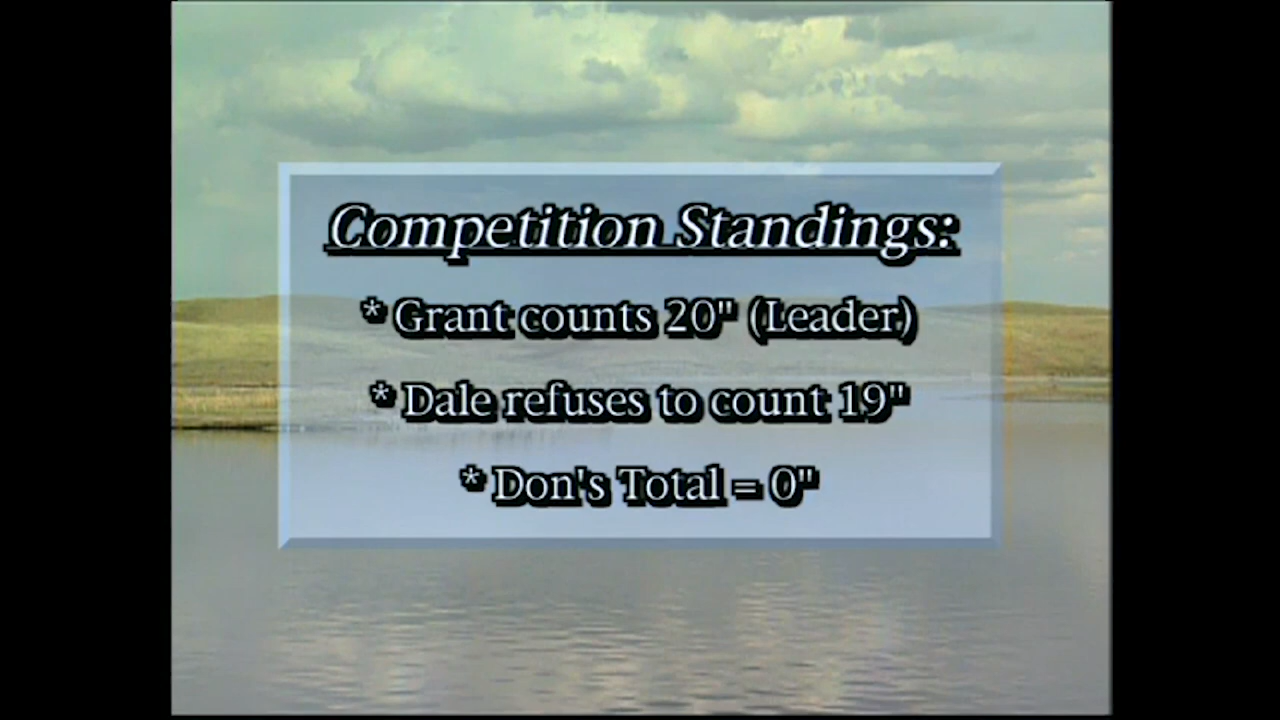 Competition Standings:
* Grant counts 20" (Leader)
* Dale refuses to count 19"
* Don's Total = 0"